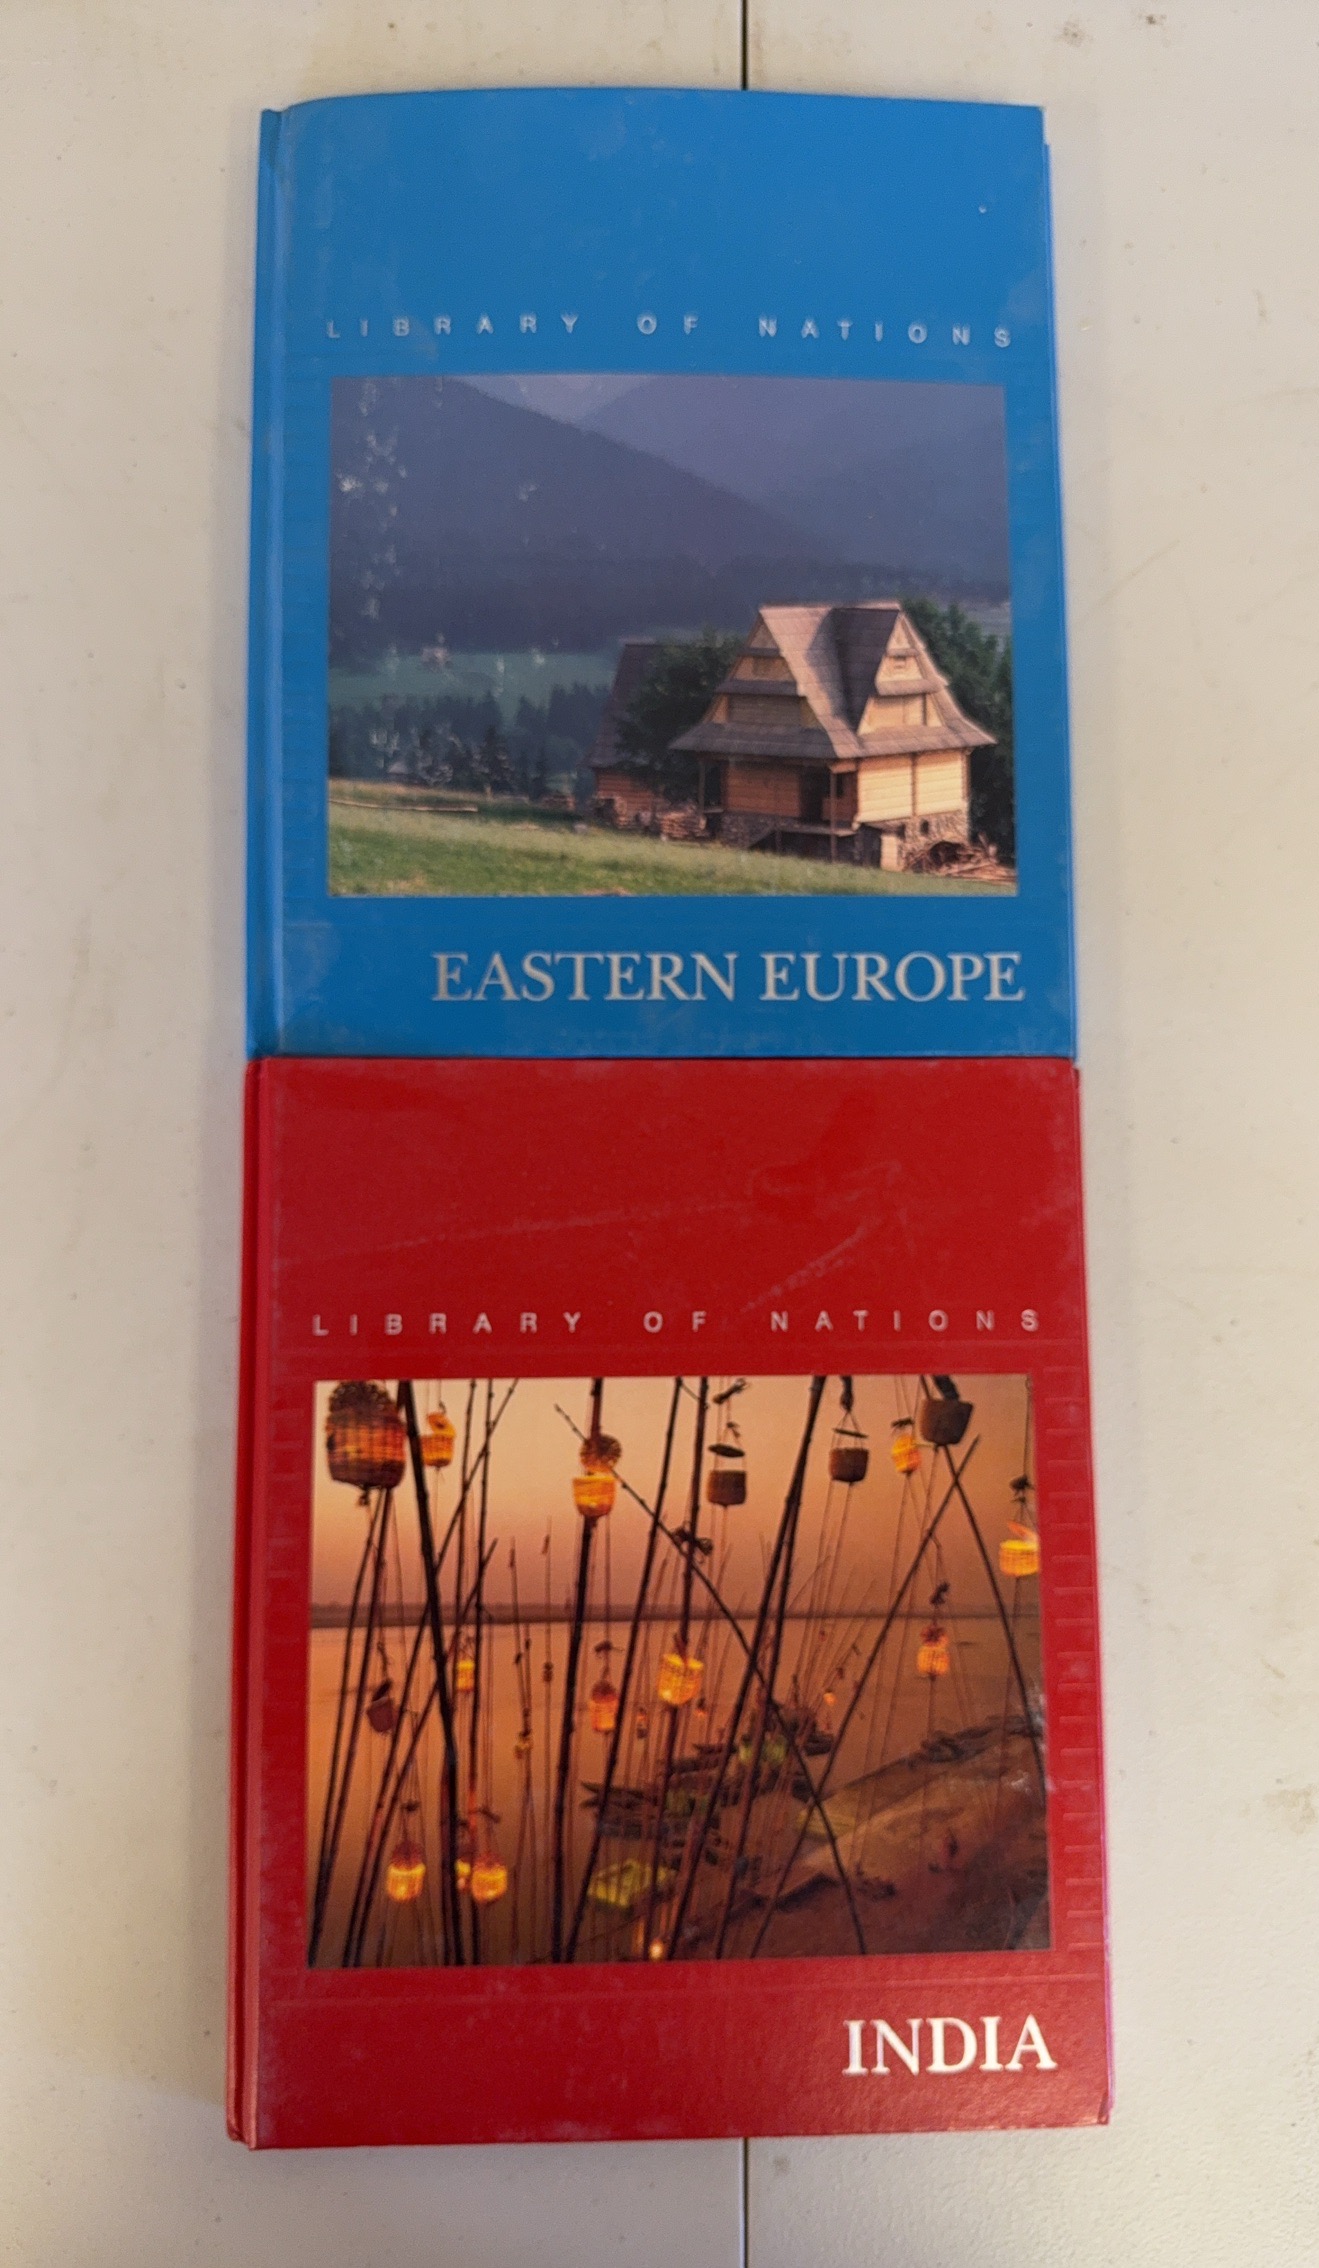 LIBRARY OF NATIONS
EASTERN EUROPE
LIBRARY OF NATIONS
INDIA